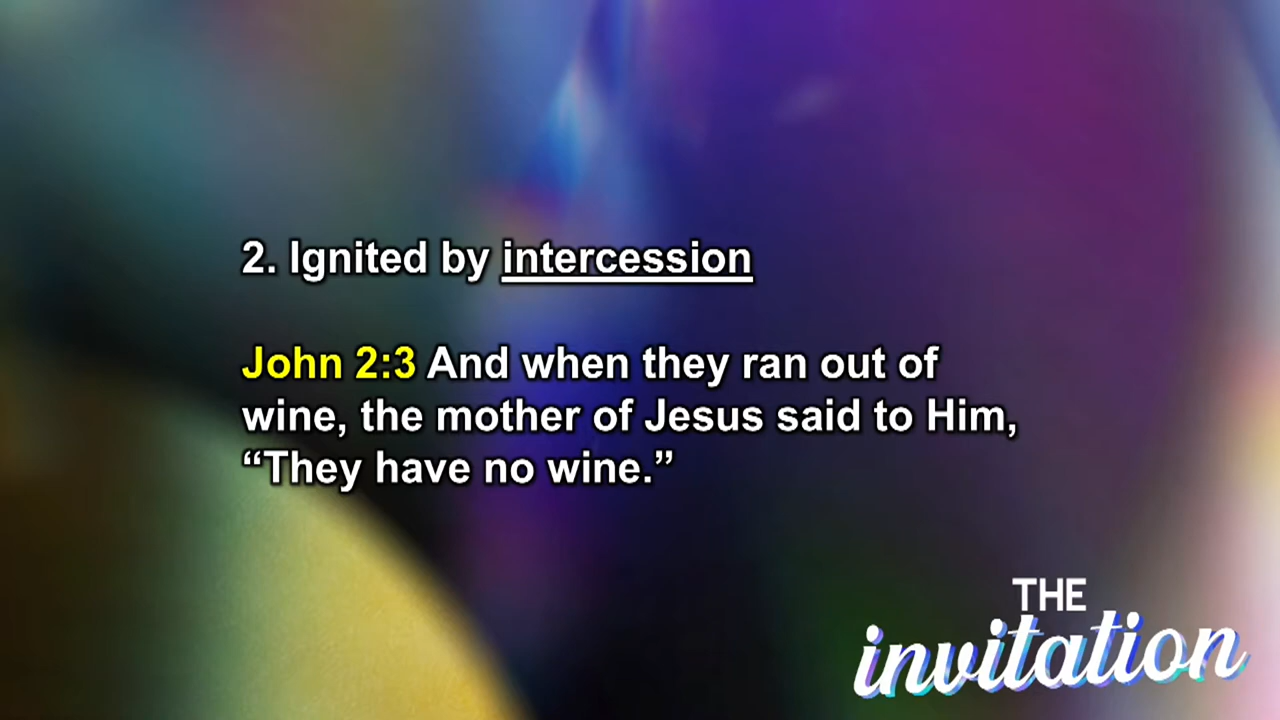 2. Ignited by intercession
John 2:3 And when they ran out of
wine, the mother of Jesus said to Him,
“They have no wine.”
THE
invitation